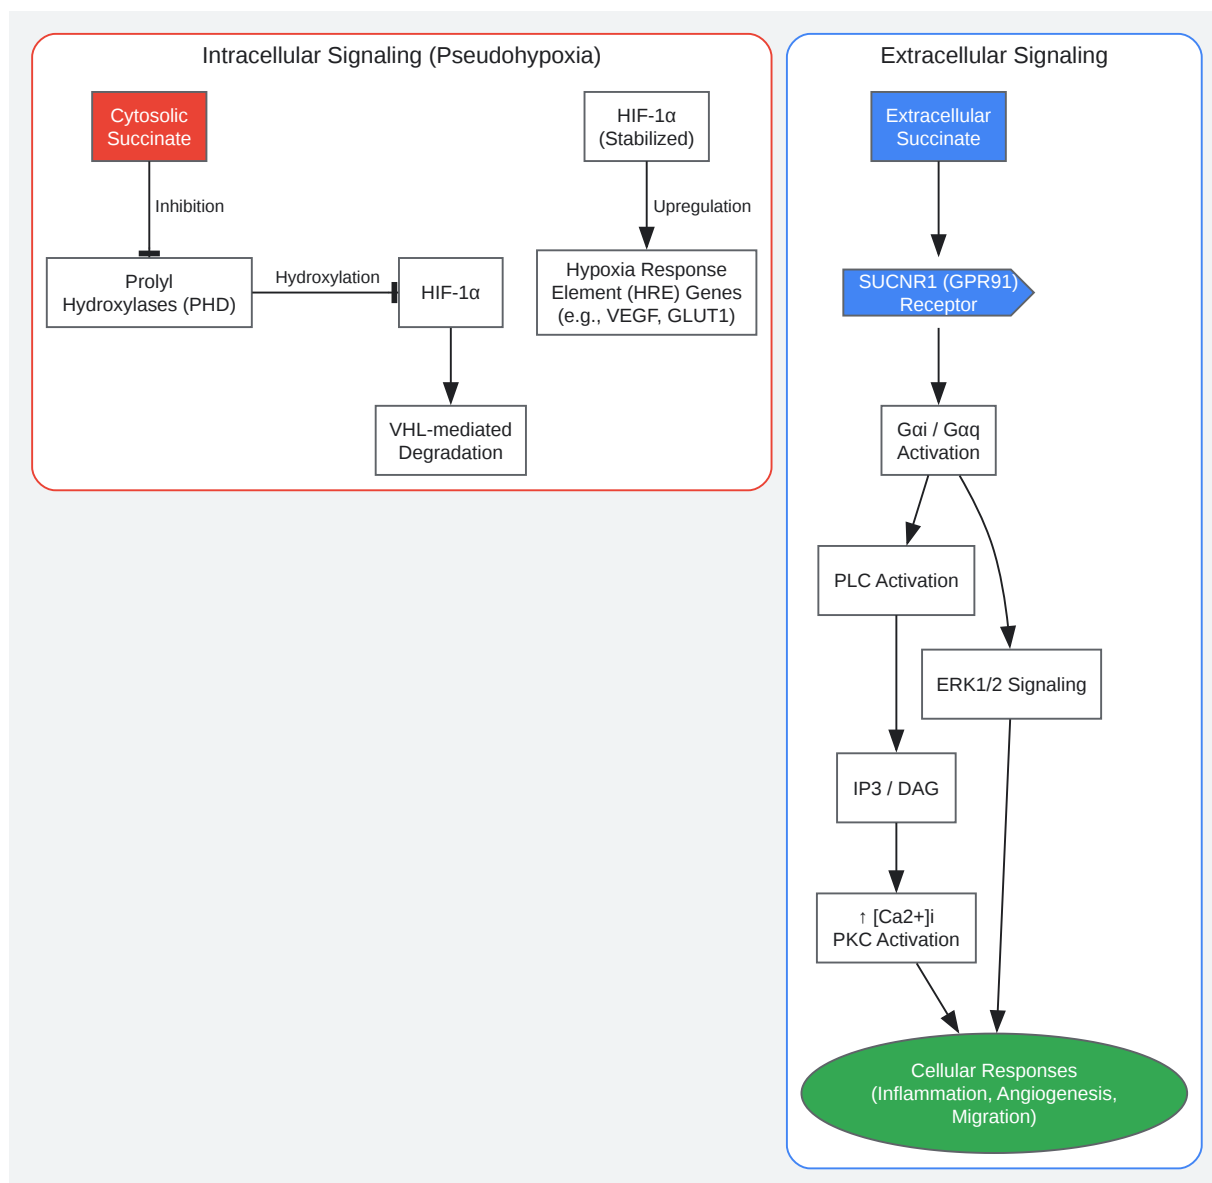 Intracellular Signaling (Pseudohypoxia)
Cytosolic
Succinate
Inhibition
Prolyl
Hydroxylases (PHD)
Hydroxylation
HIF-1α
VHL-mediated
Degradation
HIF-1α
(Stabilized)
Upregulation
Hypoxia Response
Element (HRE) Genes
(e.g., VEGF, GLUT1)
Extracellular Signaling
Extracellular
Succinate
SUCNR1 (GPR91)
Receptor
Gαi / Gαq
Activation
PLC Activation
ERK1/2 Signaling
IP3 / DAG
↑ [Ca2+]i
PKC Activation
Cellular Responses
(Inflammation, Angiogenesis,
Migration)